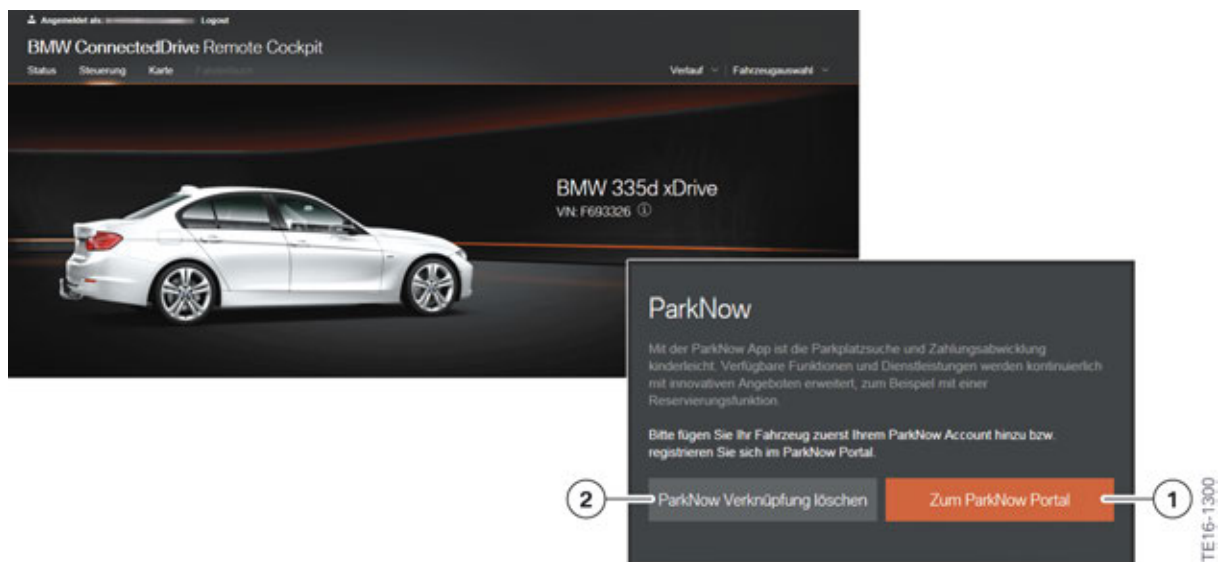 Angemeldet als: Logout
BMW ConnectedDrive Remote Cockpit
Status Steuerung Karte
Verlauf Fahrzeugauswahl
BMW 335d xDrive
VIN: F693326
ParkNow
Mit der ParkNow App ist die Parkplatzsuche und Zahlungsabwicklung
kinderleicht. Verfügbare Funktionen und Dienstleistungen werden kontinuierlich
mit innovativen Angeboten erweitert, zum Beispiel mit einer
Reservierungsfunktion.
Bitte fügen Sie Ihr Fahrzeug zuerst Ihrem ParkNow Account hinzu bzw.
registrieren Sie sich im ParkNow Portal.
2 ParkNow Verknüpfung löschen Zum ParkNow Portal 1
TE16-1300